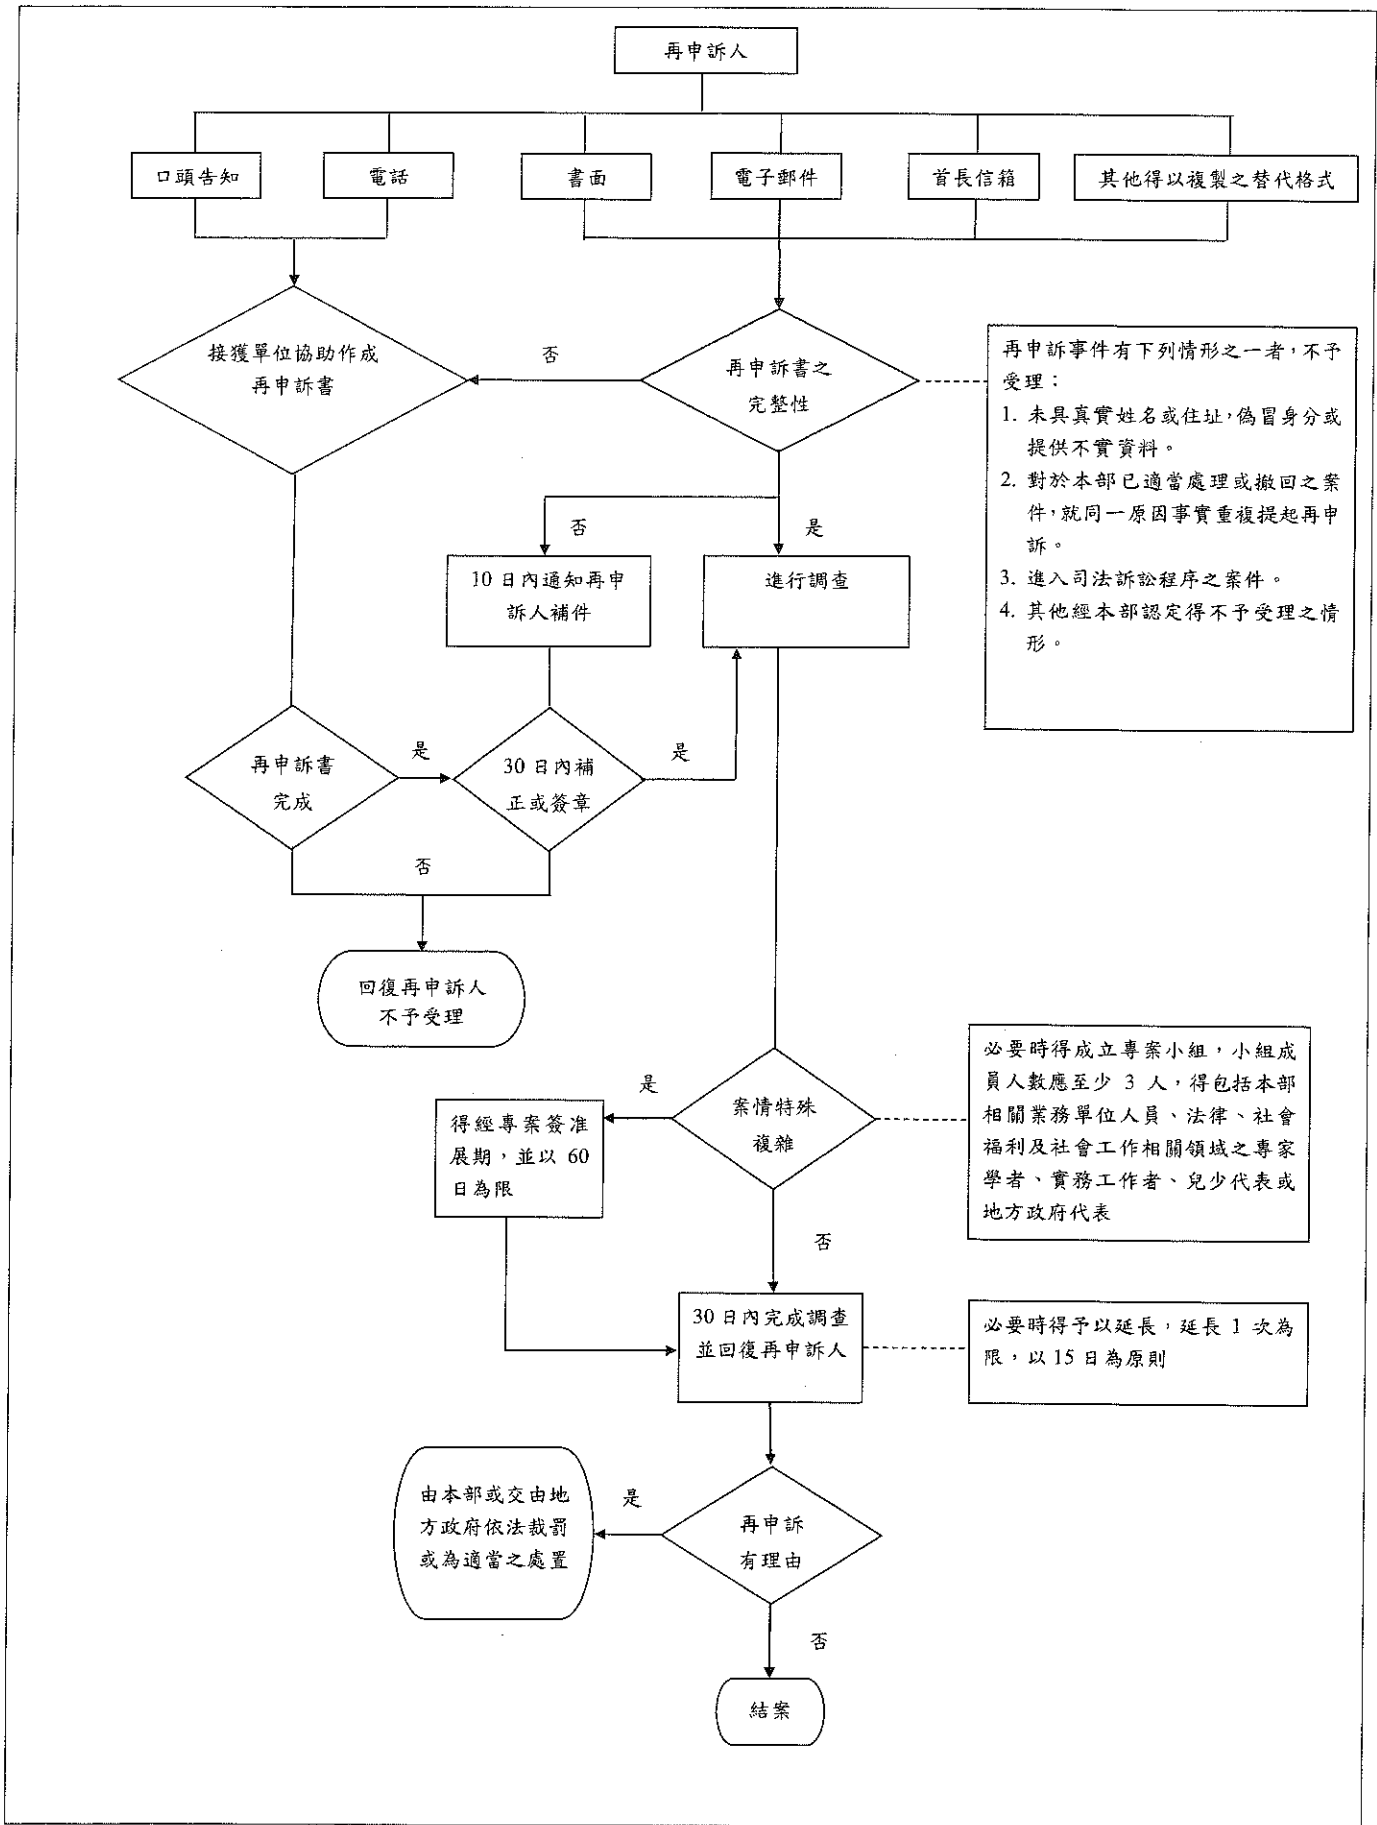 再申訴人
口頭告知
電話
書面
電子郵件
首長信箱
其他得以複製之替代格式
接獲單位協助作成
再申訴書
否
再申訴書之
完整性
再申訴事件有下列情形之一者，不予
受理：
1. 未具真實姓名或住址，偽冒身分或
提供不實資料。
2. 對於本部已適當處理或撤回之案
件，就同一原因事實重複提起再申
訴。
3. 進入司法訴訟程序之案件。
4. 其他經本部認定得不予受理之情
形。
否
是
10 日內通知再申
訴人補件
進行調查
再申訴書
完成
是
30 日內補
正或簽章
是
否
回復再申訴人
不予受理
是
案情特殊
複雜
得經專案簽准
展期，並以 60
日為限
必要時得成立專案小組，小組成
員人數應至少 3 人，得包括本部
相關業務單位人員、法律、社會
福利及社會工作相關領域之專家
學者、實務工作者、兒少代表或
地方政府代表
否
30 日內完成調查
並回復再申訴人
必要時得予以延長，延長 1 次為
限，以 15 日為原則
由本部或交由地
方政府依法裁罰
或為適當之處置
是
再申訴
有理由
否
結案